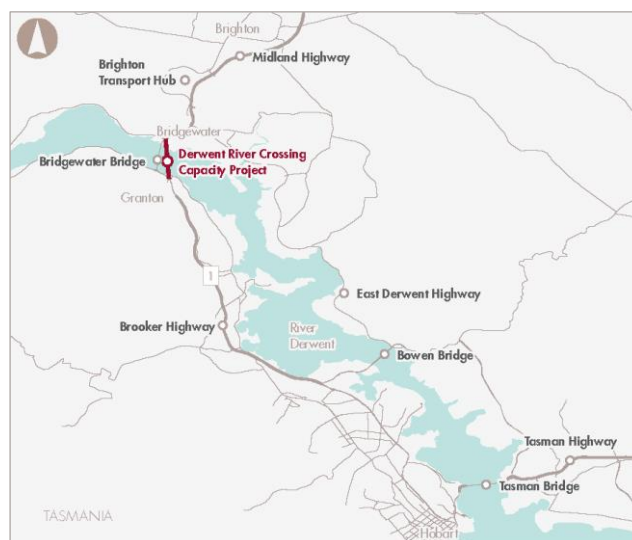 Brighton
Midland Highway
Brighton
Transport Hub
Bridgewater
Bridgewater Bridge
Derwent River Crossing
Capacity Project
Granton
1
East Derwent Highway
Brooker Highway
River
Derwent
Bowen Bridge
Tasman Highway
Tasman Bridge
TASMANIA
Hobart